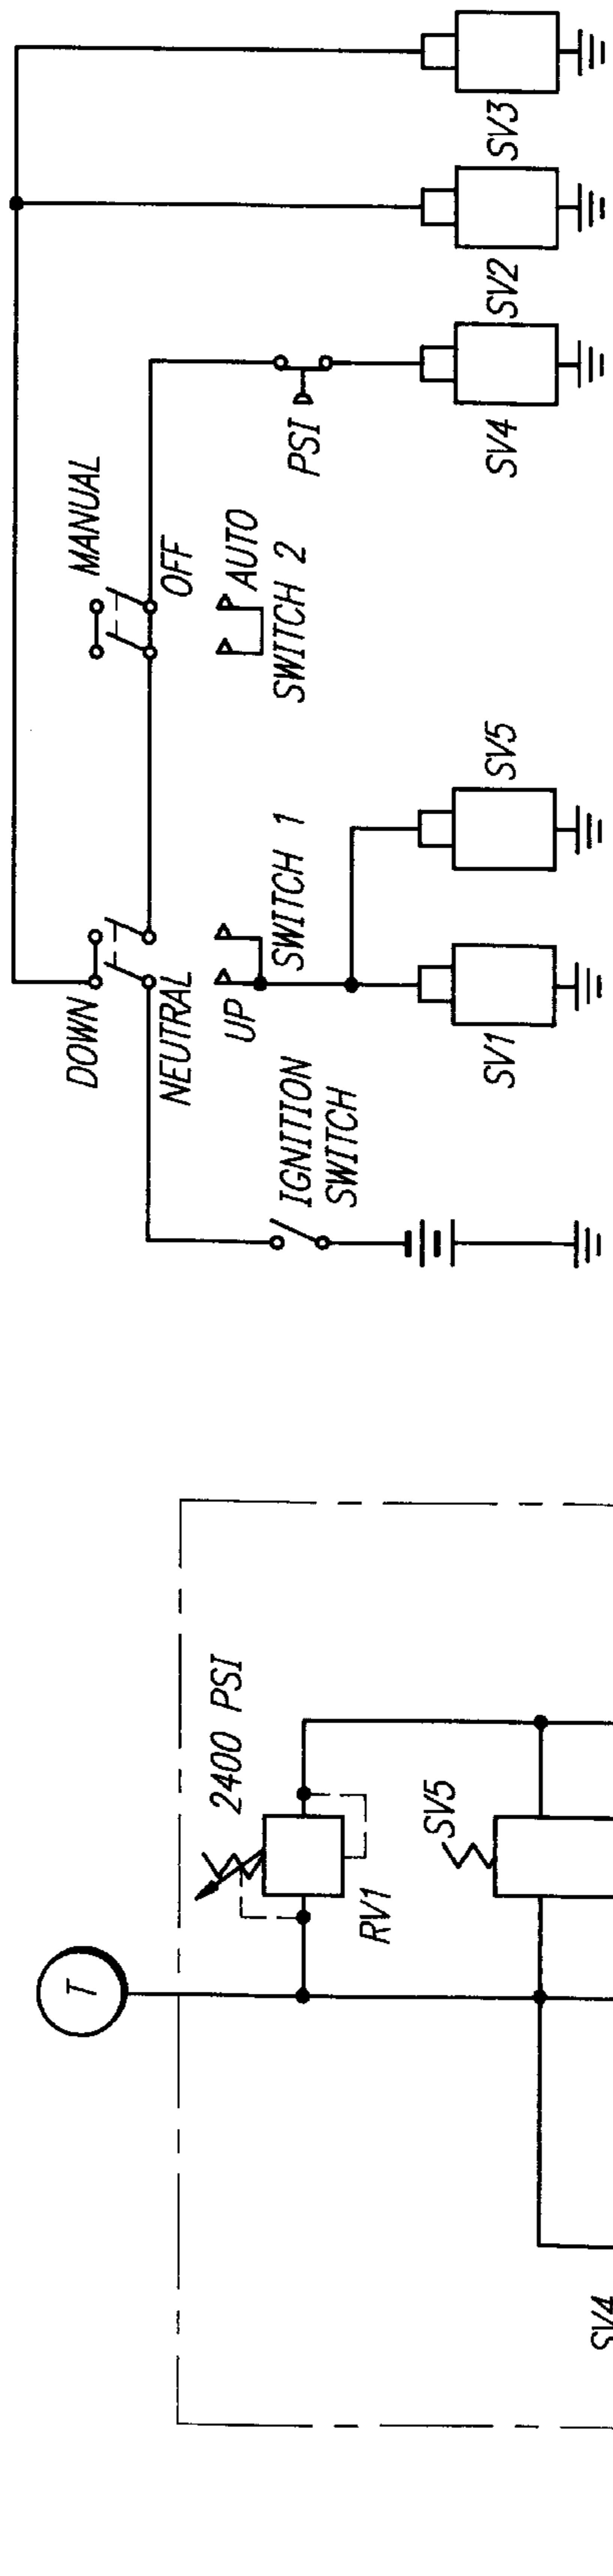 T
2400 PSI
RV1
SV5
SV4
DOWN
NEUTRAL
UP
SWITCH 1
IGNITION
SWITCH
MANUAL
OFF
AUTO
SWITCH 2
PSI
SV1
SV5
SV4
SV2
SV3